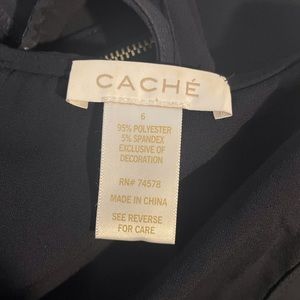 CACHÉ
6
95% POLYESTER
5% SPANDEX
EXCLUSIVE OF
DECORATION
RN# 74578
MADE IN CHINA
SEE REVERSE
FOR CARE